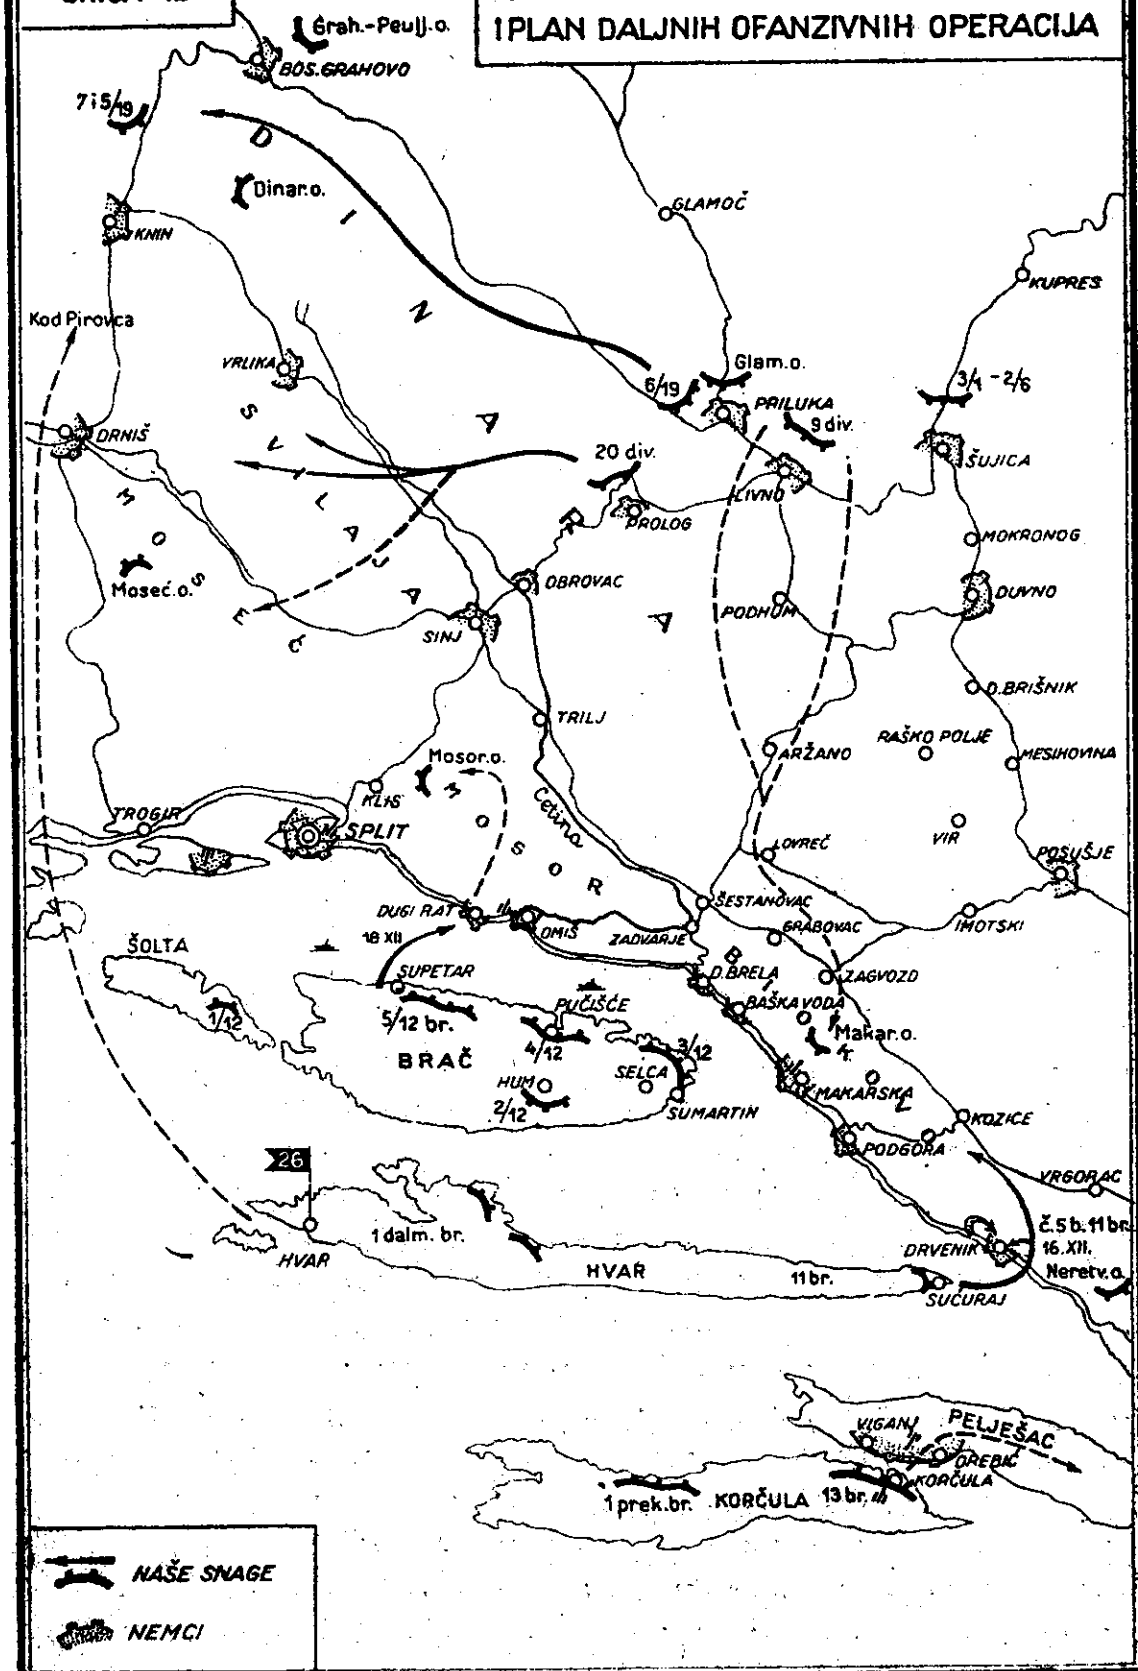 I PLAN DALJNIH OFANZIVNIH OPERACIJA
Grah.-Peulj.o.
BOS.GRAHOVO
7 i 5/19
D I N A R A
Dinar.o.
GLAMOČ
KNIN
KUPRES
Kod Pirovca
VRLIKA
Glam.o.
6/19
3/1 - 2/6
PRILUKA
9 div.
DRNIŠ
S V I L A J A
20 div.
ŠUJICA
LIVNO
PROLOG
M O S E Ć
MOKRONOG
Moseć.o.
OBROVAC
DUVNO
PODHUM
SINJ
D.BRIŠNIK
TRILJ
RAŠKO POLJE
ARŽANO
MESIHOVINA
Mosor.o.
KLIS
M O S O R
Cetina
TROGIR
SPLIT
VIR
LOVREČ
POSUŠJE
ŠESTANOVAC
DUGI RAT
OMIŠ
ZADVARJE
GRABOVAC
IMOTSKI
18 XII
ŠOLTA
B I
ZAGVOZD
SUPETAR
D.BRELA
PUČIŠĆE
BAŠKA VODA
1/12
5/12 br.
4/12
3/12
Makar.o.
BRAČ
HUM
SELCA
MAKARSKA
2/12
SUMARTIN
KOZICE
PODGORA
26
VRGORAC
1 dalm. br.
Č.5 b.11 br.
HVAR
DRVENIK
16.XII.
HVAR
11 br.
Neretv.o.
SUĆURAJ
VIGANJ
PELJEŠAC
OREBIĆ
KORČULA
1 prek.br.
KORČULA
13 br.
NAŠE SNAGE
NEMCI